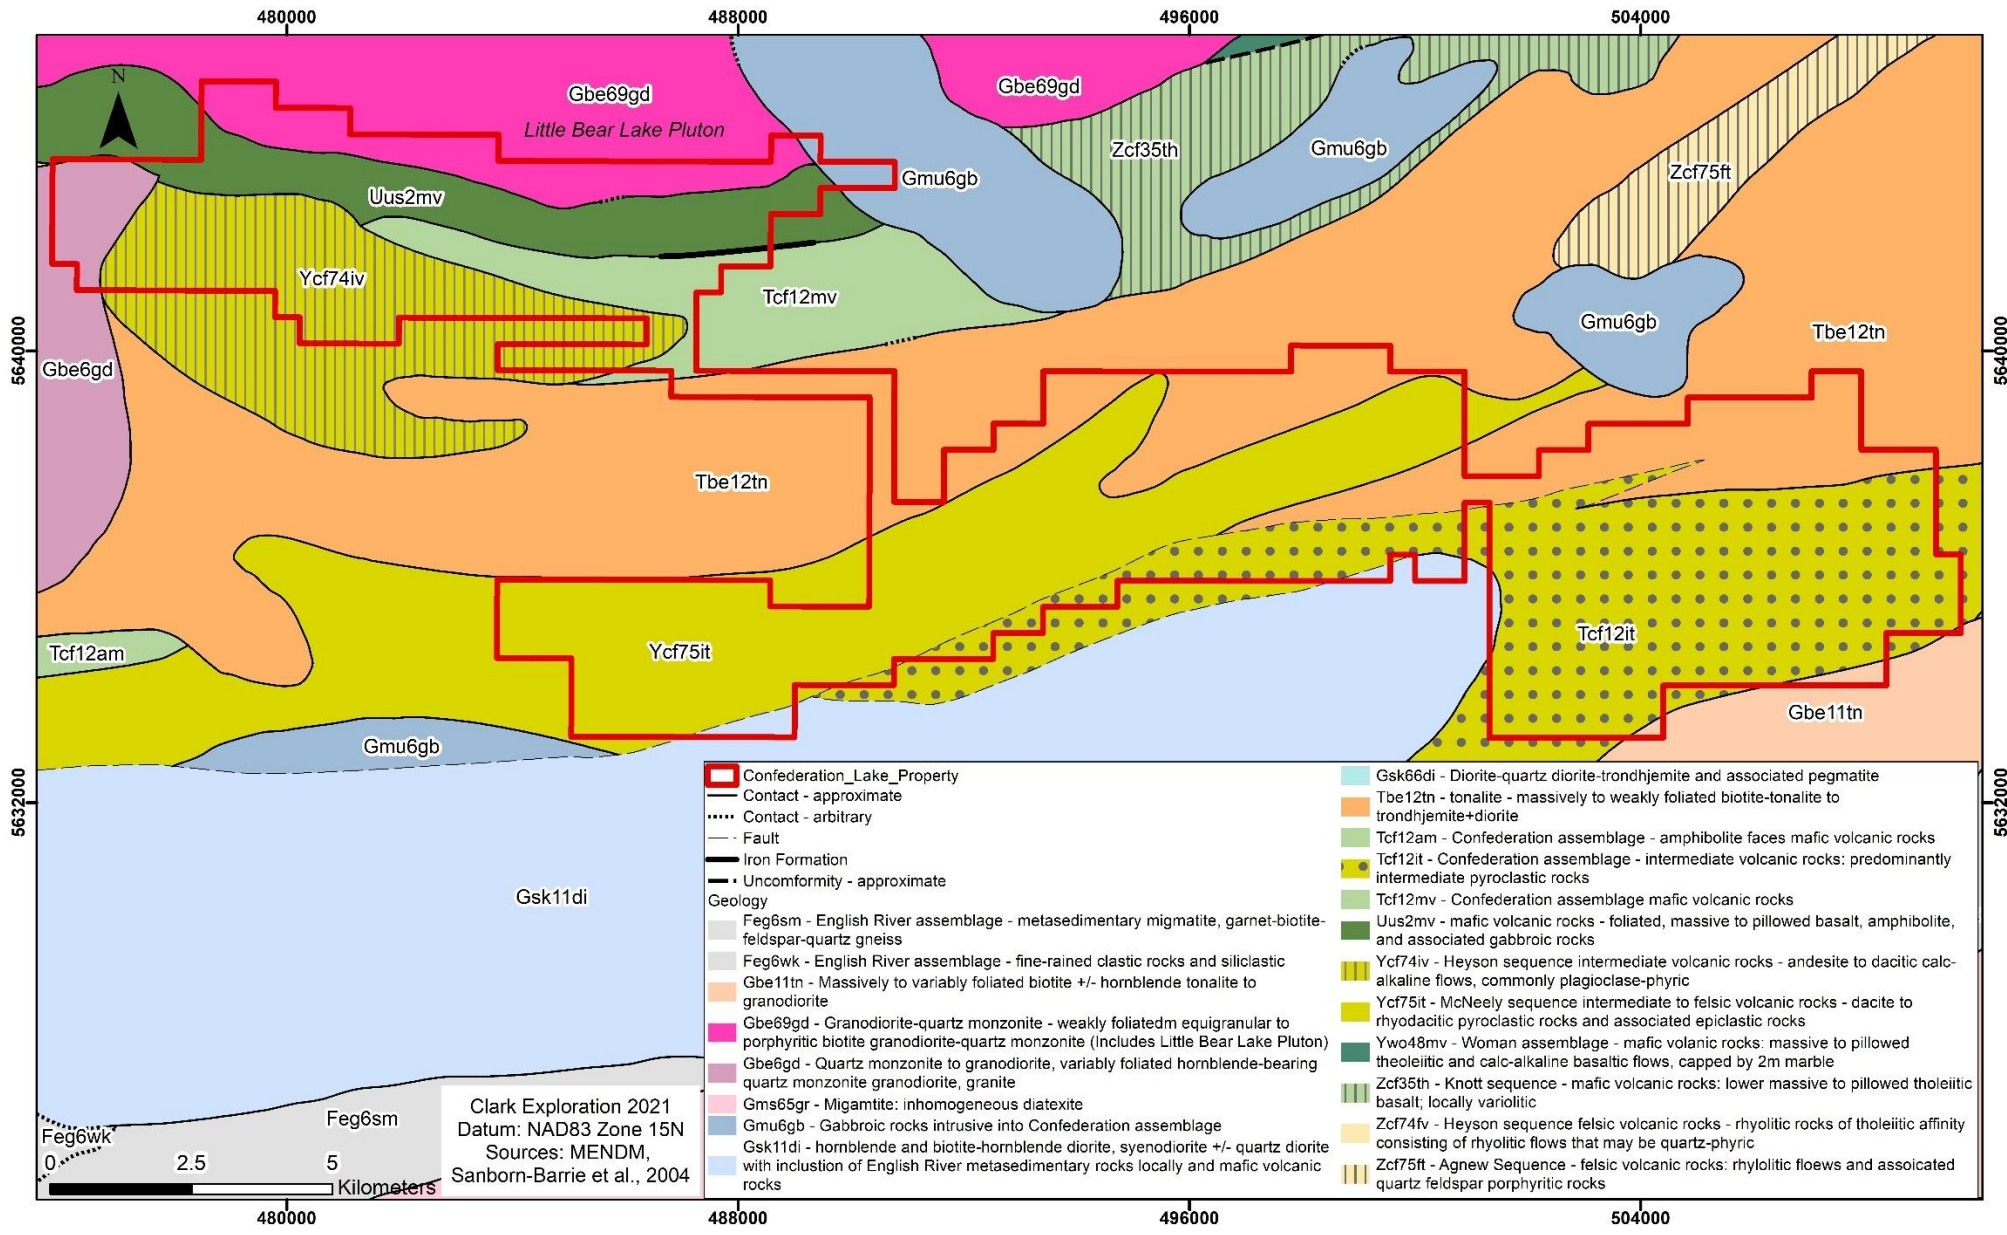 480000
488000
496000
504000
N
Gbe69gd
Little Bear Lake Pluton
Gbe69gd
Zcf35th
Gmu6gb
Zcf75ft
Uus2mv
Gmu6gb
Ycf74iv
Tcf12mv
Gmu6gb
Tbe12tn
5640000
5640000
Gbe6gd
Tbe12tn
Tcf12am
Ycf75it
Tcf12it
Gbe11tn
Gmu6gb
5632000
5632000
Gsk11di
Feg6sm
Feg6wk
0
2.5
5
Kilometers
Clark Exploration 2021
Datum: NAD83 Zone 15N
Sources: MENDM,
Sanborn-Barrie et al., 2004
Confederation_Lake_Property
Contact - approximate
Contact - arbitrary
Fault
Iron Formation
Uncomformity - approximate
Geology
Feg6sm - English River assemblage - metasedimentary migmatite, garnet-biotite-
feldspar-quartz gneiss
Feg6wk - English River assemblage - fine-rained clastic rocks and siliclastic
Gbe11tn - Massively to variably foliated biotite +/- hornblende tonalite to
granodiorite
Gbe69gd - Granodiorite-quartz monzonite - weakly foliatedm equigranular to
porphyritic biotite granodiorite-quartz monzonite (Includes Little Bear Lake Pluton)
Gbe6gd - Quartz monzonite to granodiorite, variably foliated hornblende-bearing
quartz monzonite granodiorite, granite
Gms65gr - Migamtite: inhomogeneous diatexite
Gmu6gb - Gabbroic rocks intrusive into Confederation assemblage
Gsk11di - hornblende and biotite-hornblende diorite, syenodiorite +/- quartz diorite
with inclustion of English River metasedimentary rocks locally and mafic volcanic
rocks
Gsk66di - Diorite-quartz diorite-trondhjemite and associated pegmatite
Tbe12tn - tonalite - massively to weakly foliated biotite-tonalite to
trondhjemite+diorite
Tcf12am - Confederation assemblage - amphibolite faces mafic volcanic rocks
Tcf12it - Confederation assemblage - intermediate volcanic rocks: predominantly
intermediate pyroclastic rocks
Tcf12mv - Confederation assemblage mafic volcanic rocks
Uus2mv - mafic volcanic rocks - foliated, massive to pillowed basalt, amphibolite,
and associated gabbroic rocks
Ycf74iv - Heyson sequence intermediate volcanic rocks - andesite to dacitic calc-
alkaline flows, commonly plagioclase-phyric
Ycf75it - McNeely sequence intermediate to felsic volcanic rocks - dacite to
rhyodacitic pyroclastic rocks and associated epiclastic rocks
Ywo48mv - Woman assemblage - mafic volanic rocks: massive to pillowed
theoleiitic and calc-alkaline basaltic flows, capped by 2m marble
Zcf35th - Knott sequence - mafic volcanic rocks: lower massive to pillowed tholeiitic
basalt; locally variolitic
Zcf74fv - Heyson sequence felsic volcanic rocks - rhyolitic rocks of tholeiitic affinity
consisting of rhyolitic flows that may be quartz-phyric
Zcf75ft - Agnew Sequence - felsic volcanic rocks: rhylolitic floews and assoicated
quartz feldspar porphyritic rocks
480000
488000
496000
504000